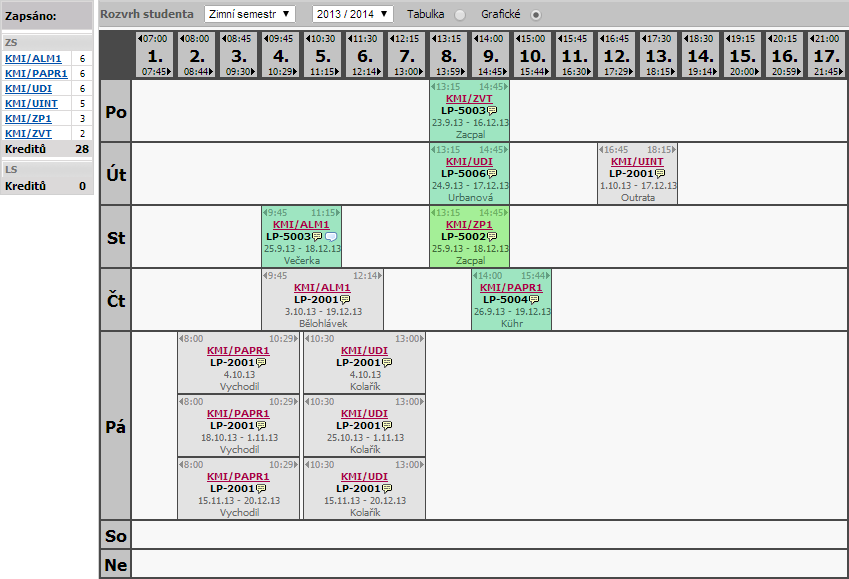 Zapsáno:
ZS
KMI/ALM1 6
KMI/PAPR1 6
KMI/UDI 6
KMI/UINT 5
KMI/ZP1 3
KMI/ZVT 2
Kreditů 28
LS
Kreditů 0
Rozvrh studenta Zimní semestr 2013 / 2014 Tabulka Grafické
07:00 08:00 08:45 09:45 10:30 11:30 12:15 13:15 14:00 15:00 15:45 16:45 17:30 18:30 19:15 20:15 21:00
1. 2. 3. 4. 5. 6. 7. 8. 9. 10. 11. 12. 13. 14. 15. 16. 17.
07:45 08:44 09:30 10:29 11:15 12:14 13:00 13:59 14:45 15:44 16:30 17:29 18:15 19:14 20:00 20:59 21:45
Po
13:15 14:45
KMI/ZVT
LP-5003
23.9.13 - 16.12.13
Zacpal
Út
13:15 14:45
KMI/UDI
LP-5006
24.9.13 - 17.12.13
Urbanová
16:45 18:15
KMI/UINT
LP-2001
1.10.13 - 17.12.13
Outrata
St
9:45 11:15
KMI/ALM1
LP-5003
25.9.13 - 18.12.13
Večerka
13:15 14:45
KMI/ZP1
LP-5002
25.9.13 - 18.12.13
Zacpal
Čt
9:45 12:14
KMI/ALM1
LP-2001
3.10.13 - 19.12.13
Bělohlávek
14:00 15:44
KMI/PAPR1
LP-5004
26.9.13 - 19.12.13
Kühr
Pá
8:00 10:29
KMI/PAPR1
LP-2001
4.10.13
Vychodil
10:30 13:00
KMI/UDI
LP-2001
4.10.13
Kolařík
8:00 10:29
KMI/PAPR1
LP-2001
18.10.13 - 1.11.13
Vychodil
10:30 13:00
KMI/UDI
LP-2001
25.10.13 - 1.11.13
Kolařík
8:00 10:29
KMI/PAPR1
LP-2001
15.11.13 - 20.12.13
Vychodil
10:30 13:00
KMI/UDI
LP-2001
15.11.13 - 20.12.13
Kolařík
So
Ne